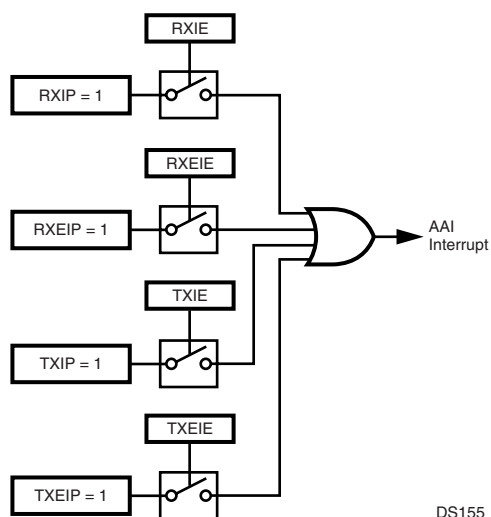 RXIE
RXIP = 1
RXEIE
RXEIP = 1
AAI
Interrupt
TXIE
TXIP = 1
TXEIE
TXEIP = 1
DS155